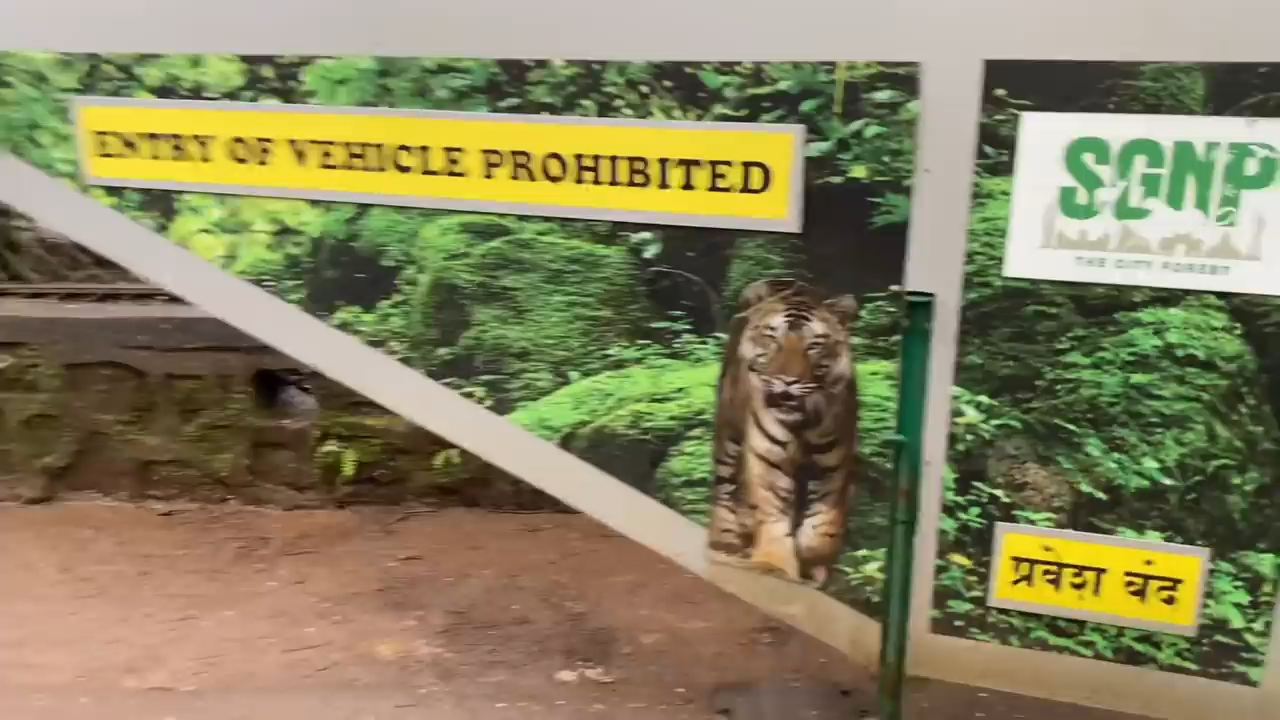 ENTRY OF VEHICLE PROHIBITED
SGNP
THE CITY FOREST
प्रवेश बंद